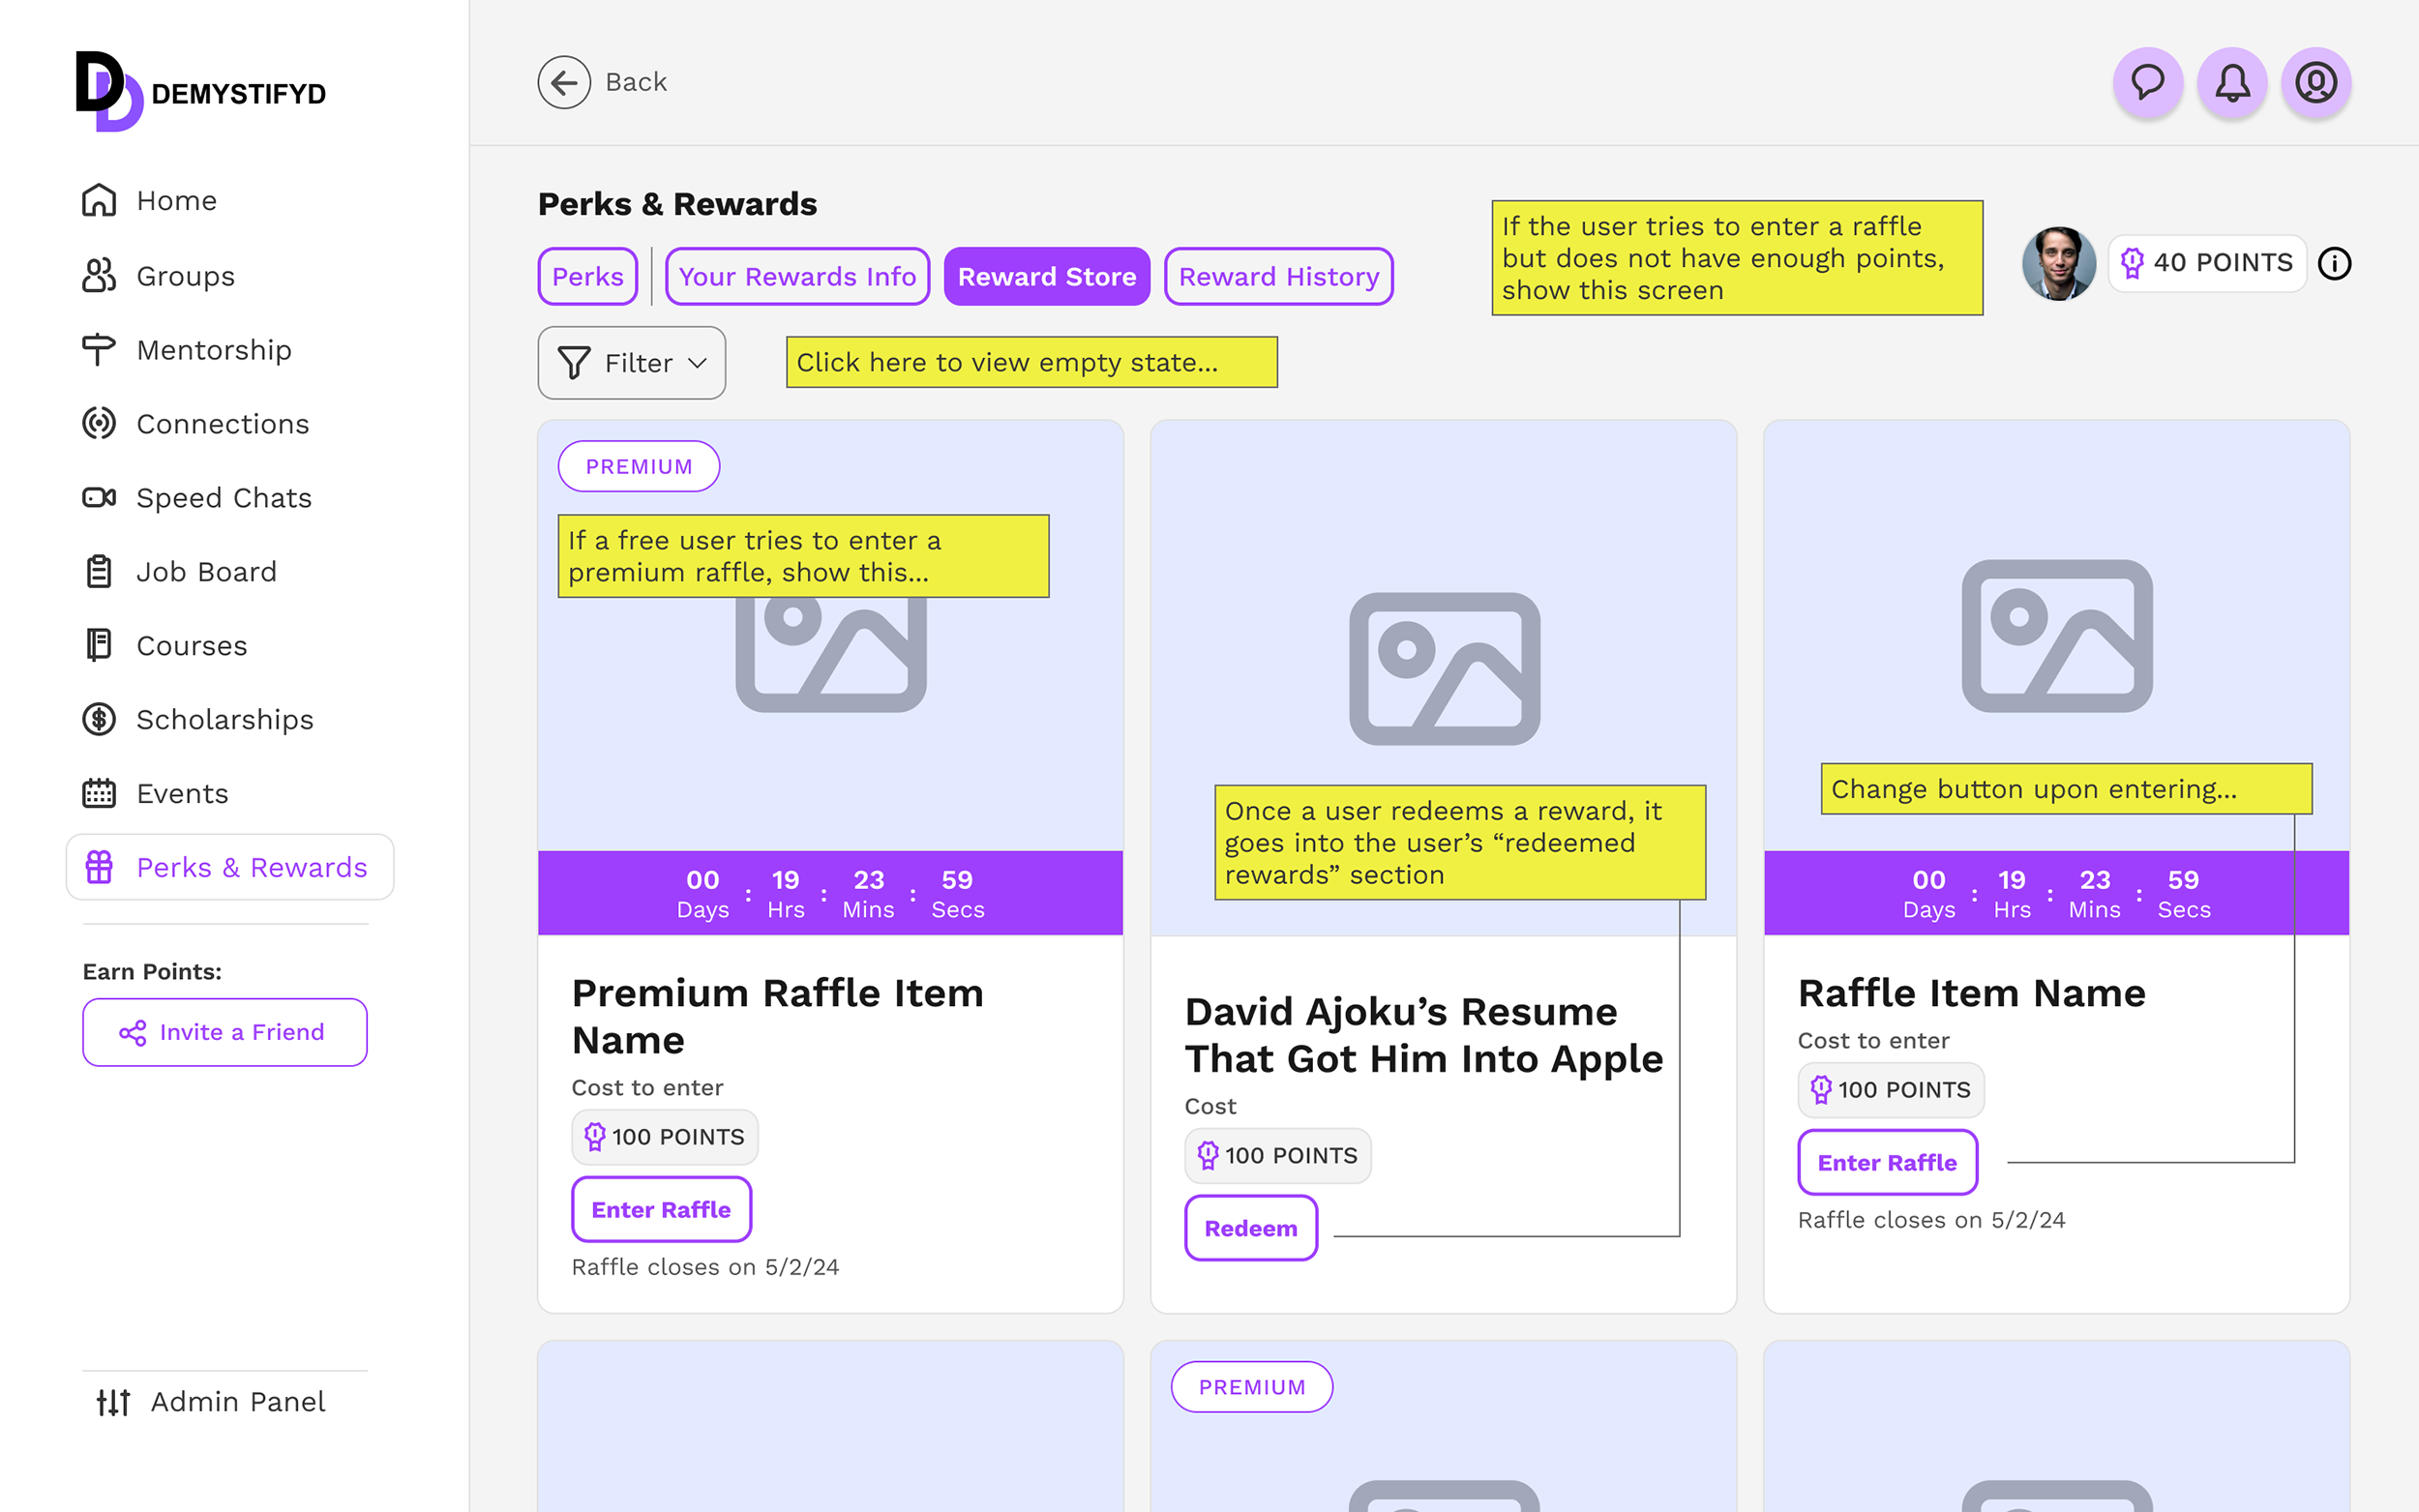 DEMYSTIFYD
Home
Groups
Mentorship
Connections
Speed Chats
Job Board
Courses
Scholarships
Events
Perks & Rewards
Earn Points:
Invite a Friend
Admin Panel
Back
Perks & Rewards
Perks
Your Rewards Info
Reward Store
Reward History
If the user tries to enter a raffle
but does not have enough points,
show this screen
40 POINTS
Filter
Click here to view empty state...
PREMIUM
If a free user tries to enter a
premium raffle, show this...
00 : 19 : 23 : 59
Days Hrs Mins Secs
Premium Raffle Item
Name
Cost to enter
100 POINTS
Enter Raffle
Raffle closes on 5/2/24
Once a user redeems a reward, it
goes into the user’s “redeemed
rewards” section
David Ajoku’s Resume
That Got Him Into Apple
Cost
100 POINTS
Redeem
Change button upon entering...
00 : 19 : 23 : 59
Days Hrs Mins Secs
Raffle Item Name
Cost to enter
100 POINTS
Enter Raffle
Raffle closes on 5/2/24
PREMIUM